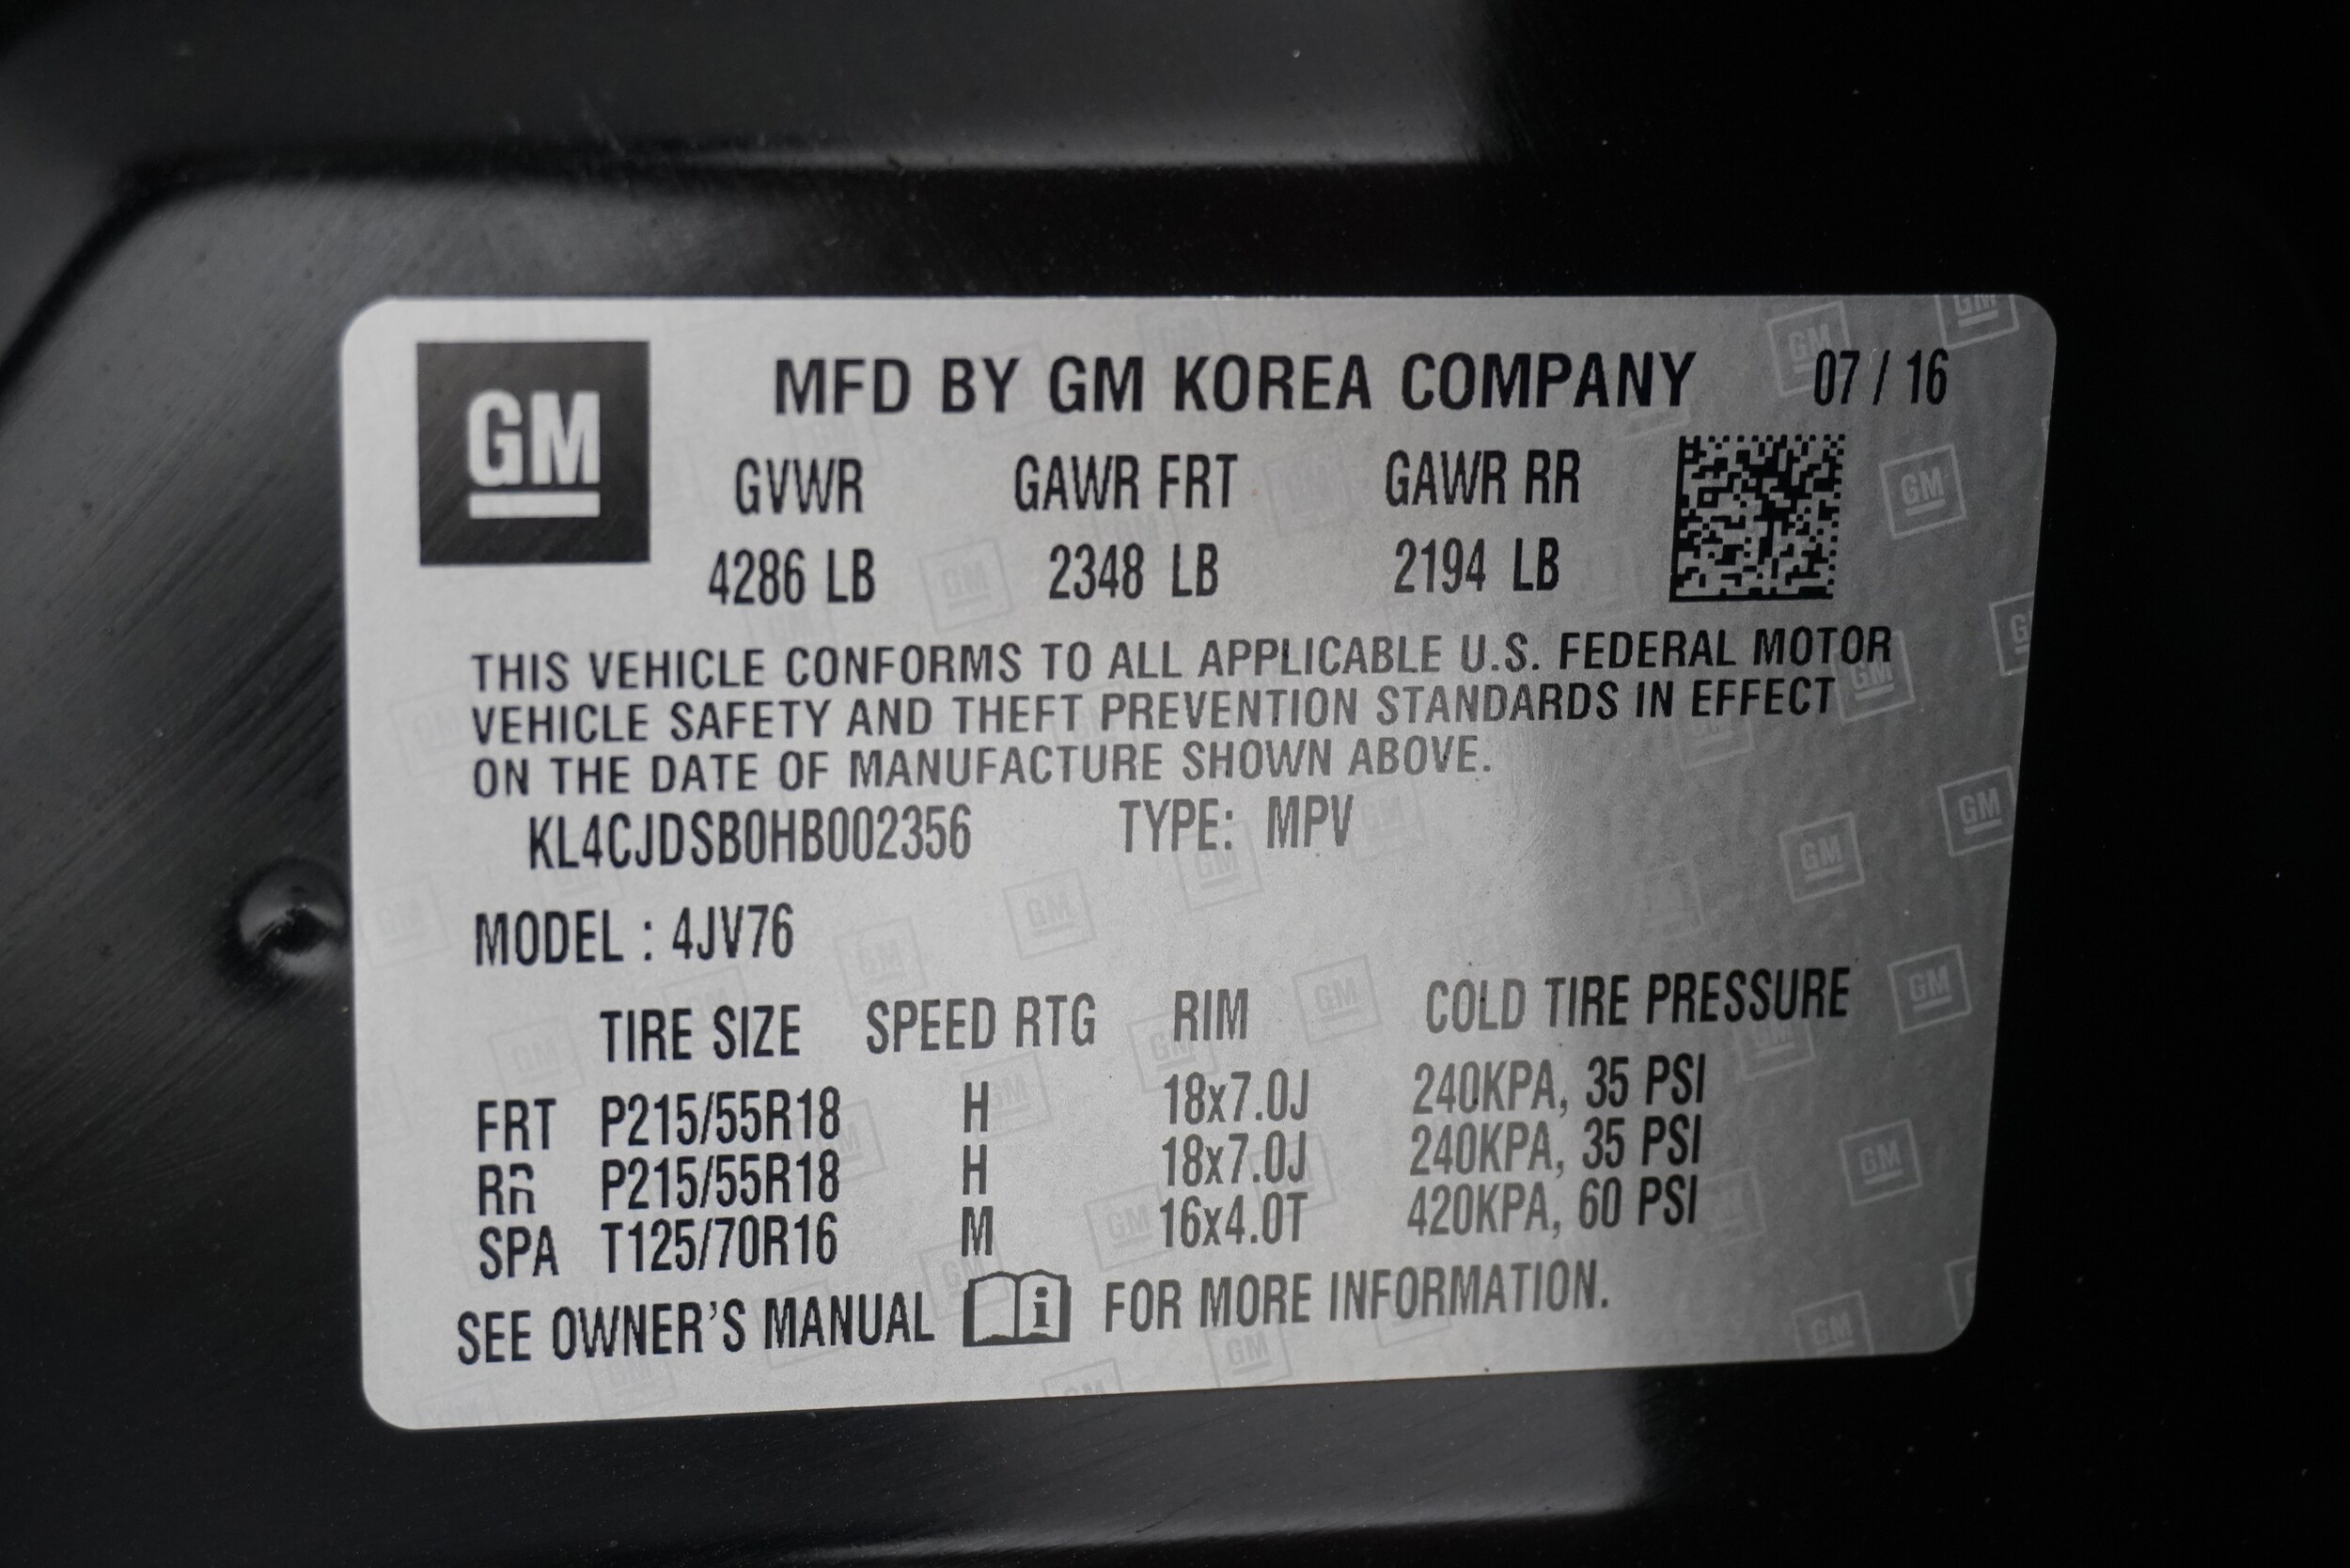 GM
MFD BY GM KOREA COMPANY 07 / 16
GVWR GAWR FRT GAWR RR
4286 LB 2348 LB 2194 LB
THIS VEHICLE CONFORMS TO ALL APPLICABLE U.S. FEDERAL MOTOR
VEHICLE SAFETY AND THEFT PREVENTION STANDARDS IN EFFECT
ON THE DATE OF MANUFACTURE SHOWN ABOVE.
KL4CJDSB0HB002356 TYPE: MPV
MODEL : 4JV76
TIRE SIZE SPEED RTG RIM COLD TIRE PRESSURE
FRT P215/55R18 H 18x7.0J 240KPA, 35 PSI
RR P215/55R18 H 18x7.0J 240KPA, 35 PSI
SPA T125/70R16 M 16x4.0T 420KPA, 60 PSI
SEE OWNER'S MANUAL i FOR MORE INFORMATION.